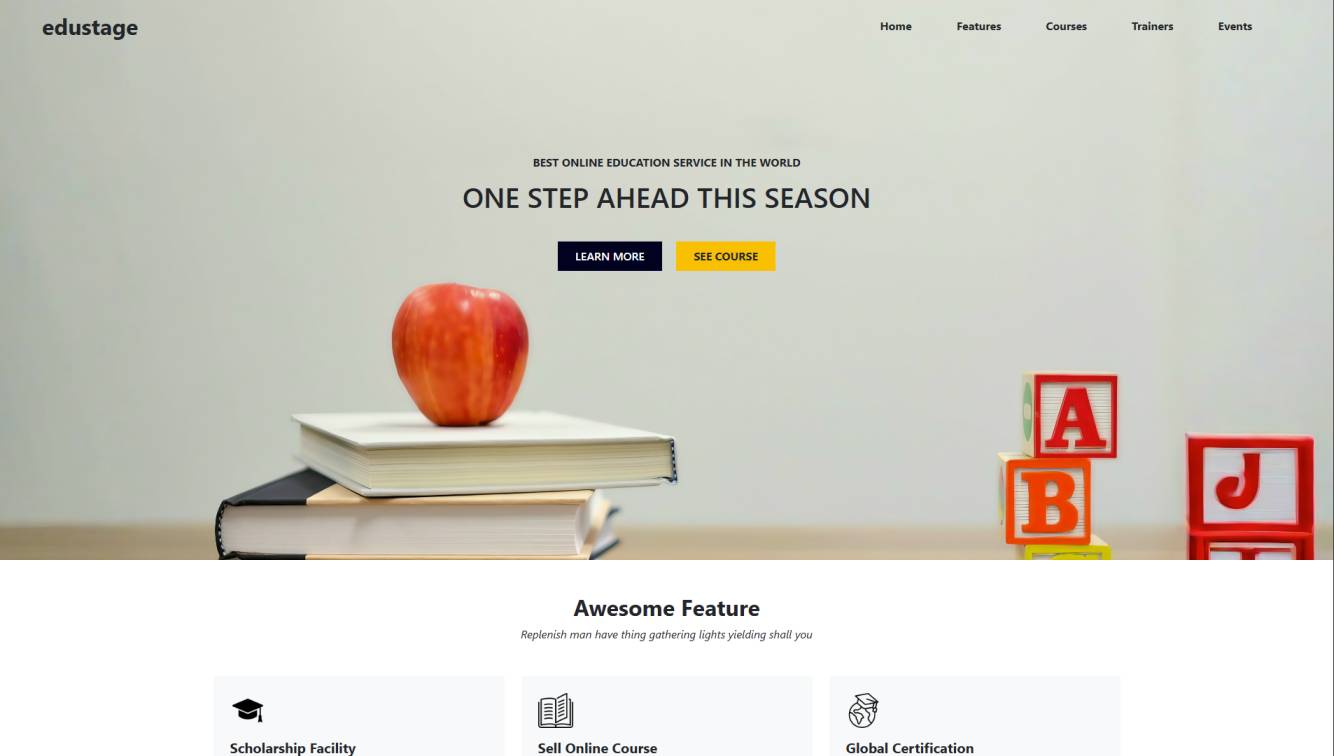 edustage
Home Features Courses Trainers Events
BEST ONLINE EDUCATION SERVICE IN THE WORLD
ONE STEP AHEAD THIS SEASON
LEARN MORE SEE COURSE
A
B
J
Awesome Feature
Replenish man have thing gathering lights yielding shall you
Scholarship Facility Sell Online Course Global Certification